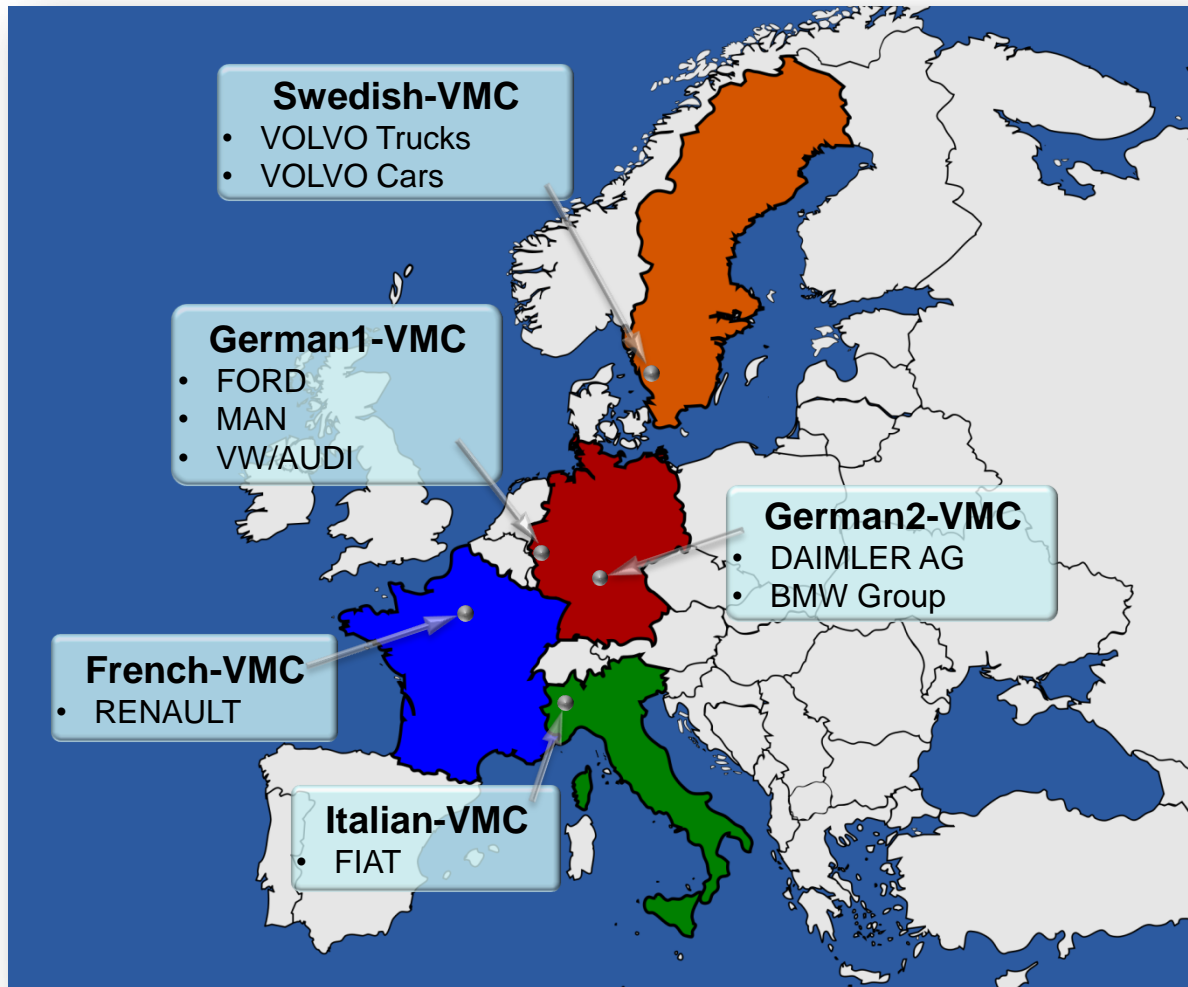 Swedish-VMC
• VOLVO Trucks
• VOLVO Cars
German1-VMC
• FORD
• MAN
• VW/AUDI
German2-VMC
• DAIMLER AG
• BMW Group
French-VMC
• RENAULT
Italian-VMC
• FIAT